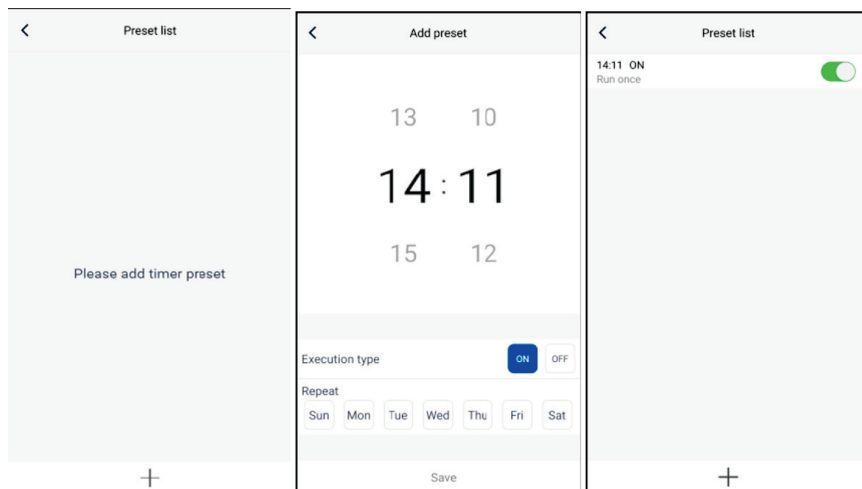 Preset list
Please add timer preset
Add preset
13 10
14 : 11
15 12
Execution type ON OFF
Repeat
Sun Mon Tue Wed Thu Fri Sat
Save
Preset list
14:11 ON
Run once